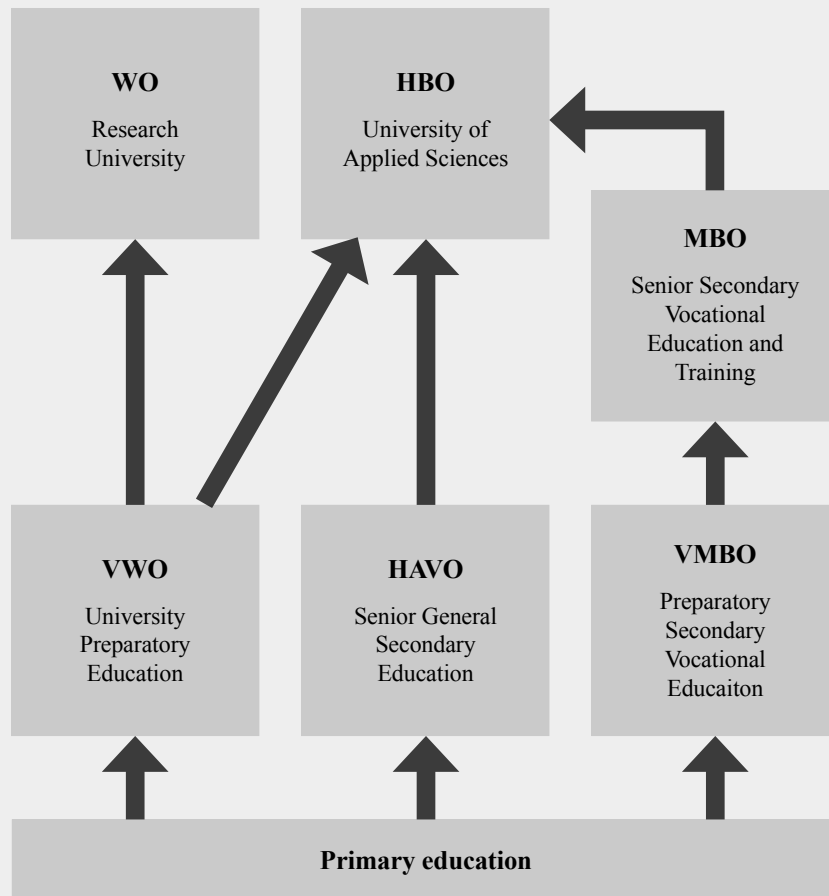 WO
Research
University
HBO
University of
Applied Sciences
MBO
Senior Secondary
Vocational
Education and
Training
VWO
University
Preparatory
Education
HAVO
Senior General
Secondary
Education
VMBO
Preparatory
Secondary
Vocational
Educaiton
Primary education